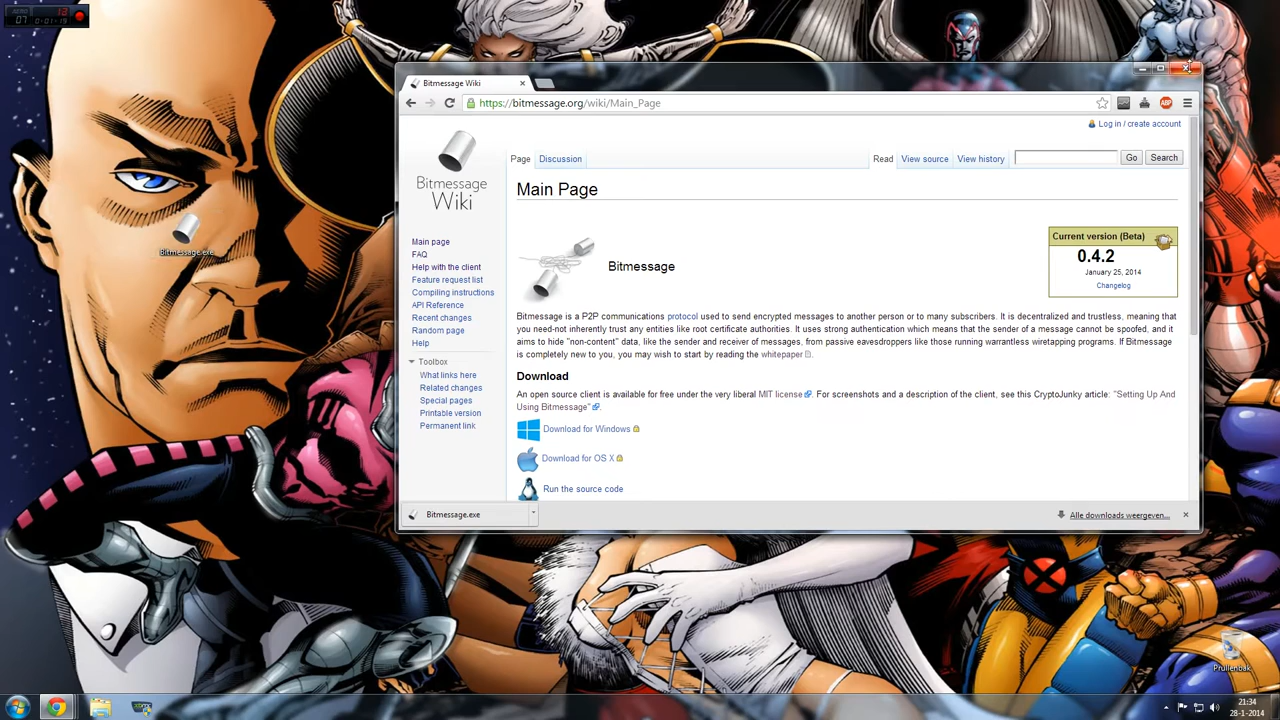 13
07 0:01:19
Bitmessage Wiki
https://bitmessage.org/wiki/Main_Page
ABP
Log in / create account
Page
Discussion
Read
View source
View history
Go
Search
Bitmessage
Wiki
Main page
FAQ
Help with the client
Feature request list
Compiling instructions
API Reference
Recent changes
Random page
Help
Toolbox
What links here
Related changes
Special pages
Printable version
Permanent link
Main Page
Bitmessage
Current version (Beta)
0.4.2
January 25, 2014
Changelog
Bitmessage is a P2P communications protocol used to send encrypted messages to another person or to many subscribers. It is decentralized and trustless, meaning that
you need-not inherently trust any entities like root certificate authorities. It uses strong authentication which means that the sender of a message cannot be spoofed, and it
aims to hide "non-content" data, like the sender and receiver of messages, from passive eavesdroppers like those running warrantless wiretapping programs. If Bitmessage
is completely new to you, you may wish to start by reading the whitepaper.
Download
An open source client is available for free under the very liberal MIT license. For screenshots and a description of the client, see this CryptoJunky article: "Setting Up And
Using Bitmessage".
Download for Windows
Download for OS X
Run the source code
Bitmessage.exe
Alle downloads weergeven...
Bitmessage.exe
Prullenbak
21:34
28-1-2014